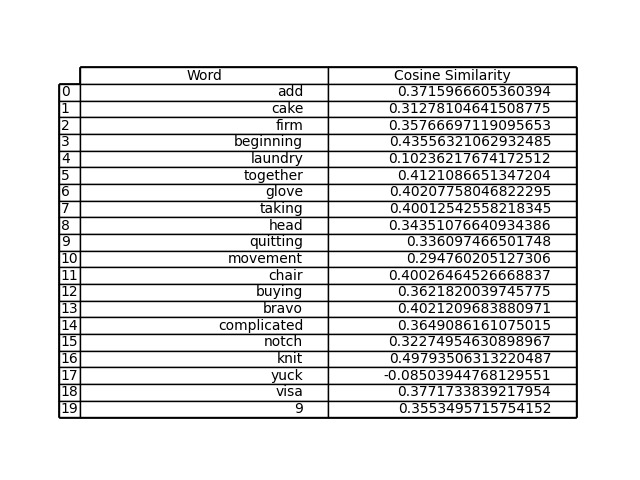 Word Cosine Similarity
0 add 0.3715966605360394
1 cake 0.31278104641508775
2 firm 0.35766697119095653
3 beginning 0.43556321062932485
4 laundry 0.10236217674172512
5 together 0.4121086651347204
6 glove 0.40207758046822295
7 taking 0.40012542558218345
8 head 0.34351076640934386
9 quitting 0.336097466501748
10 movement 0.294760205127306
11 chair 0.40026464526668837
12 buying 0.3621820039745775
13 bravo 0.4021209683880971
14 complicated 0.3649086161075015
15 notch 0.32274954630898967
16 knit 0.49793506313220487
17 yuck -0.08503944768129551
18 visa 0.3771733839217954
19 9 0.3553495715754152